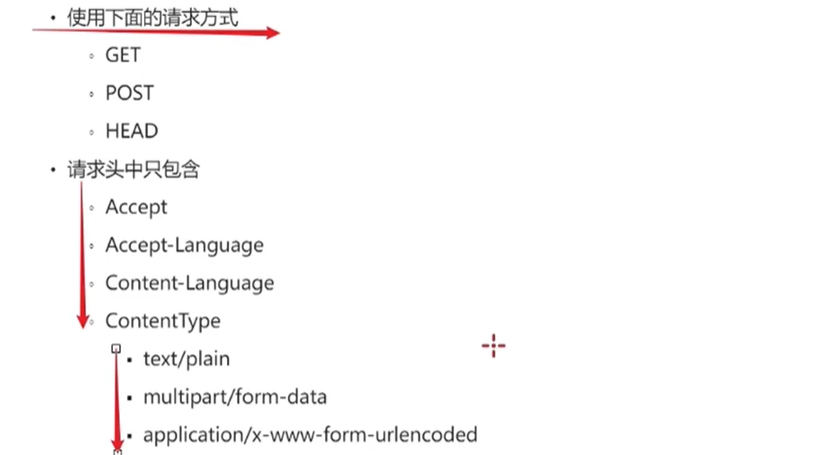 使用下面的请求方式
GET
POST
HEAD
请求头中只包含
Accept
Accept-Language
Content-Language
ContentType
text/plain
multipart/form-data
application/x-www-form-urlencoded